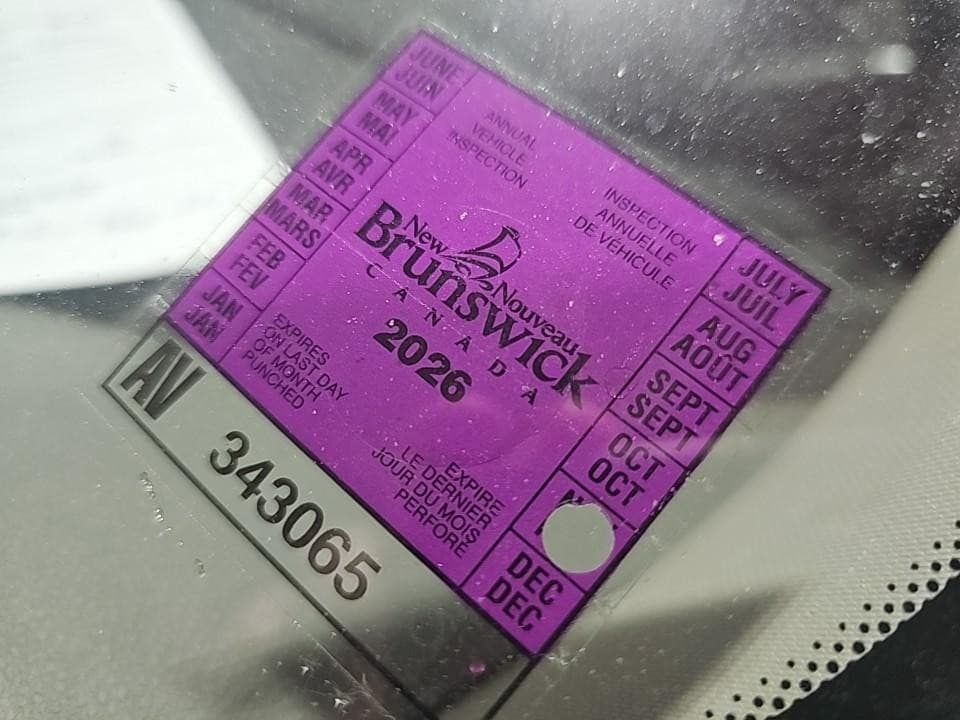 JUNE
JUIN
MAY
MAI
APR
AVR
MAR
MARS
FEB
FEV
JAN
JAN
ANNUAL
VEHICLE
INSPECTION
INSPECTION
ANNUELLE
DE VÉHICULE
New
Brunswick
Nouveau
CANADA
2026
EXPIRES
ON LAST DAY
OF MONTH
PUNCHED
EXPIRE
LE DERNIER
JOUR DU MOIS
PERFORÉ
JULY
JUIL
AUG
AOUT
SEPT
SEPT
OCT
OCT
DEC
DEC
AV 343065